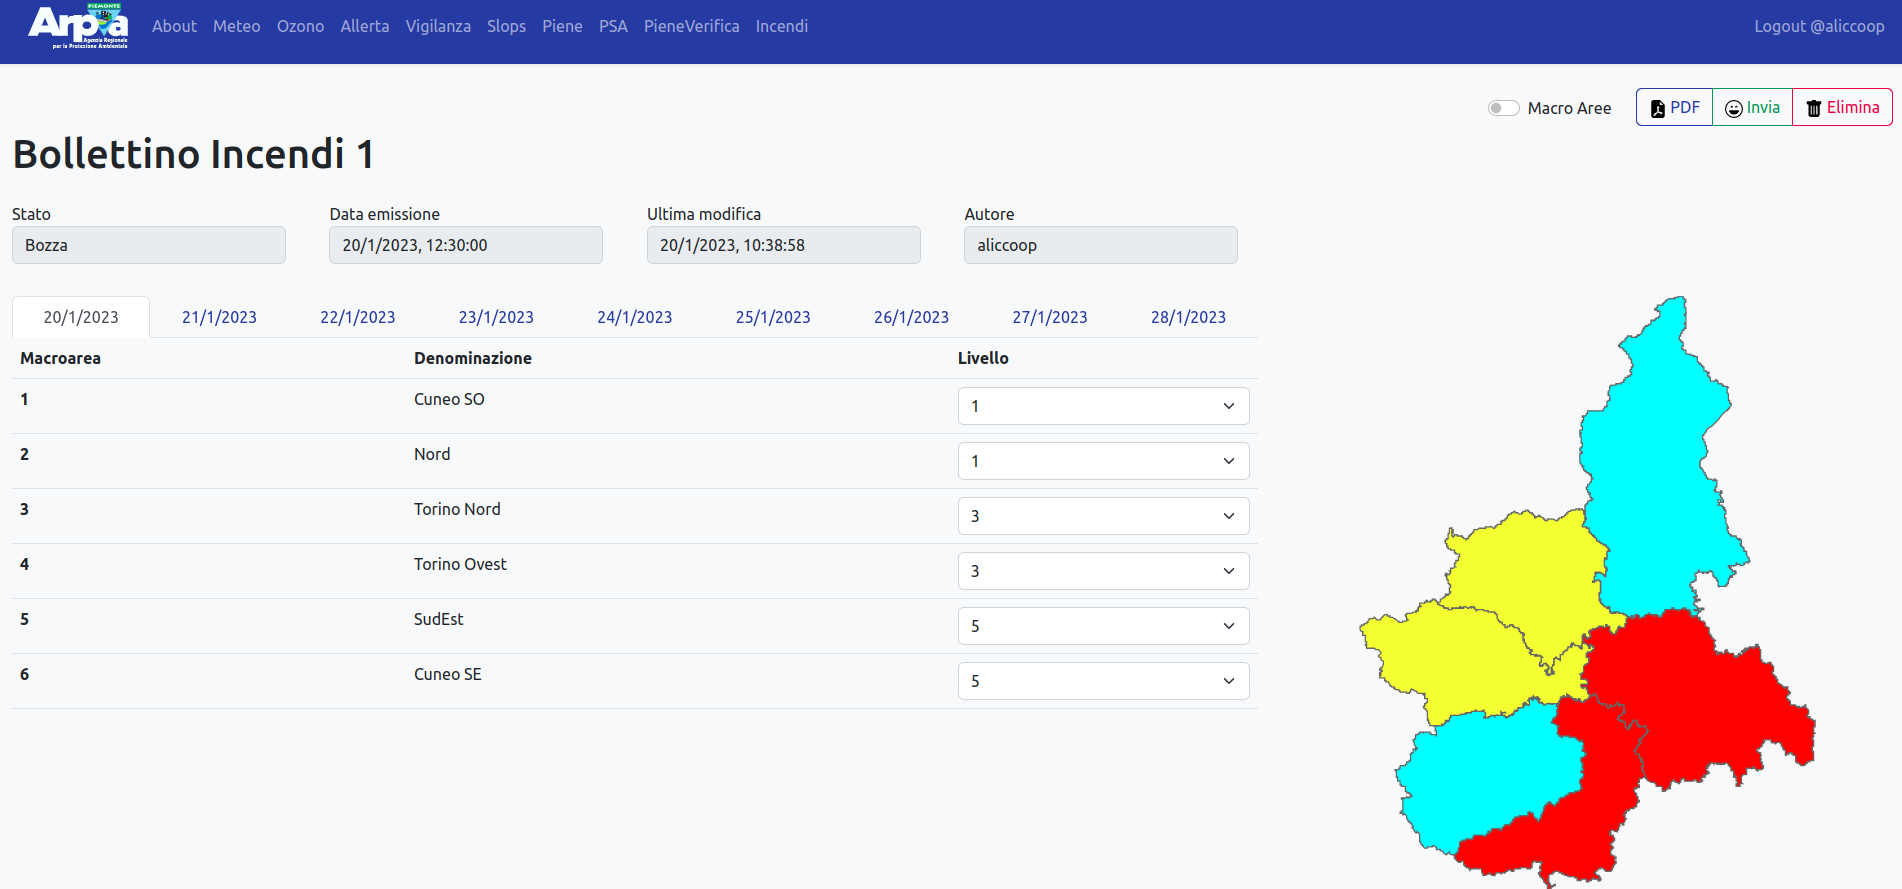 PIEMONTE
Arpa
Agenzia Regionale
per la Protezione Ambientale
About Meteo Ozono Allerta Vigilanza Slops Piene PSA PieneVerifica Incendi
Logout @aliccoop
Macro Aree PDF Invia Elimina
Bollettino Incendi 1
Stato Data emissione Ultima modifica Autore
Bozza 20/1/2023, 12:30:00 20/1/2023, 10:38:58 aliccoop
20/1/2023 21/1/2023 22/1/2023 23/1/2023 24/1/2023 25/1/2023 26/1/2023 27/1/2023 28/1/2023
Macroarea Denominazione Livello
1 Cuneo SO 1
2 Nord 1
3 Torino Nord 3
4 Torino Ovest 3
5 SudEst 5
6 Cuneo SE 5